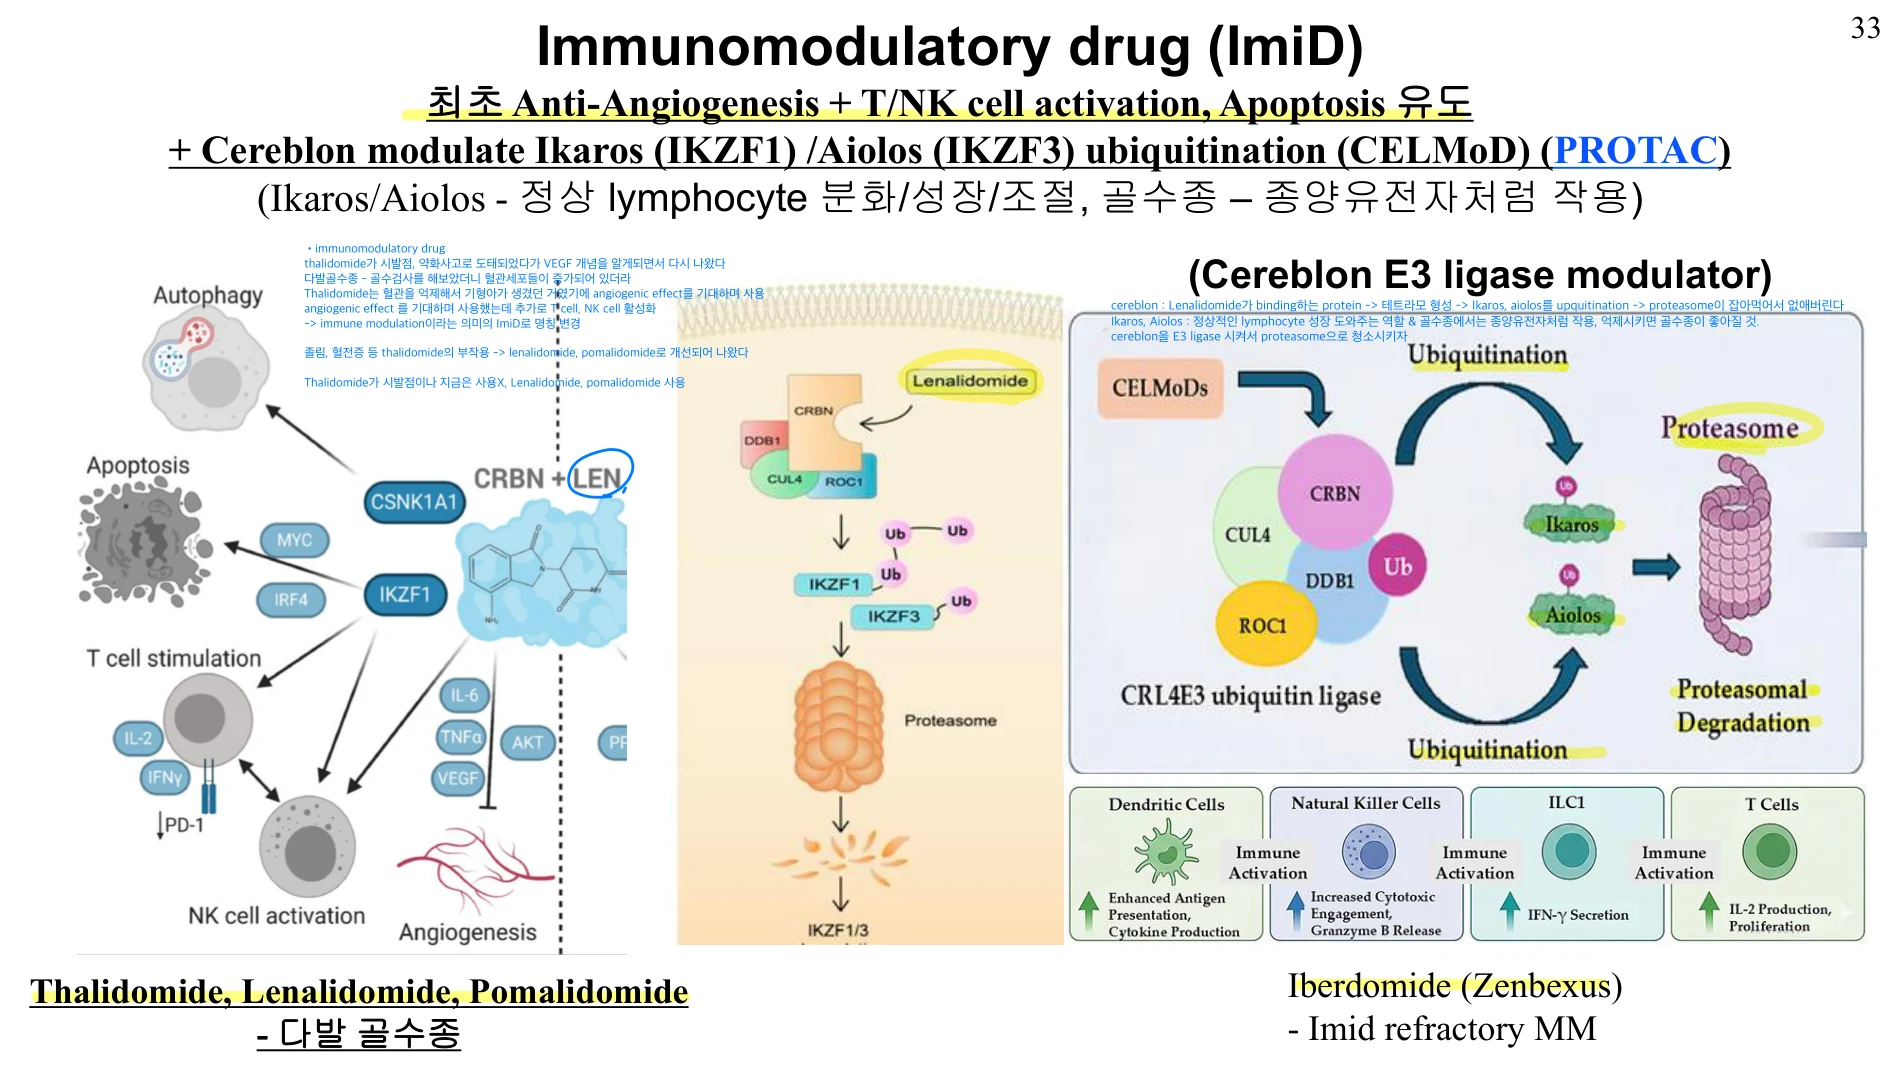 33
Immunomodulatory drug (ImiD)
최초 Anti-Angiogenesis + T/NK cell activation, Apoptosis 유도
+ Cereblon modulate Ikaros (IKZF1) /Aiolos (IKZF3) ubiquitination (CELMoD) (PROTAC)
(Ikaros/Aiolos - 정상 lymphocyte 분화/성장/조절, 골수종 – 종양유전자처럼 작용)
・immunomodulatory drug
thalidomide가 시발점, 약화사고로 도태되었다가 VEGF 개념을 알게되면서 다시 나왔다
다발골수종 - 골수검사를 해보았더니 혈관세포들이 증가되어 있더라
Thalidomide는 혈관을 억제해서 기형아가 생겼던 거였기에 angiogenic effect를 기대하며 사용
angiogenic effect 를 기대하며 사용했는데 추가로 T cell, NK cell 활성화
-> immune modulation이라는 의미의 ImiD로 명칭 변경
졸림, 혈전증 등 thalidomide의 부작용 -> lenalidomide, pomalidomide로 개선되어 나왔다
Thalidomide가 시발점이나 지금은 사용X, Lenalidomide, pomalidomide 사용
Autophagy
Apoptosis
CSNK1A1
CRBN + LEN
MYC
IKZF1
IRF4
NH₂
N
O
O
NH
T cell stimulation
IL-6
IL-2
TNFα
AKT
PF
IFNγ
VEGF
↓PD-1
NK cell activation
Angiogenesis
Lenalidomide
CRBN
DDB1
CUL4
ROC1
Ub
Ub
Ub
IKZF1
Ub
IKZF3
Proteasome
IKZF1/3
(Cereblon E3 ligase modulator)
cereblon : Lenalidomide가 binding하는 protein -> 테트라모 형성 -> Ikaros, aiolos를 upquitination -> proteasome이 잡아먹어서 없애버린다
Ikaros, Aiolos : 정상적인 lymphocyte 성장 도와주는 역할 & 골수종에서는 종양유전자처럼 작용, 억제시키면 골수종이 좋아질 것.
cereblon을 E3 ligase 시켜서 proteasome으로 청소시키자
Ubiquitination
CELMoDs
Proteasome
CRBN
Ub
Ikaros
CUL4
DDB1
Ub
Ub
Aiolos
ROC1
CRL4E3 ubiquitin ligase
Proteasomal
Degradation
Ubiquitination
Dendritic Cells
Natural Killer Cells
ILC1
T Cells
Immune
Activation
Immune
Activation
Immune
Activation
Enhanced Antigen
Presentation,
Cytokine Production
Increased Cytotoxic
Engagement,
Granzyme B Release
IFN-γ Secretion
IL-2 Production,
Proliferation
Thalidomide, Lenalidomide, Pomalidomide
- 다발 골수종
Iberdomide (Zenbexus)
- Imid refractory MM